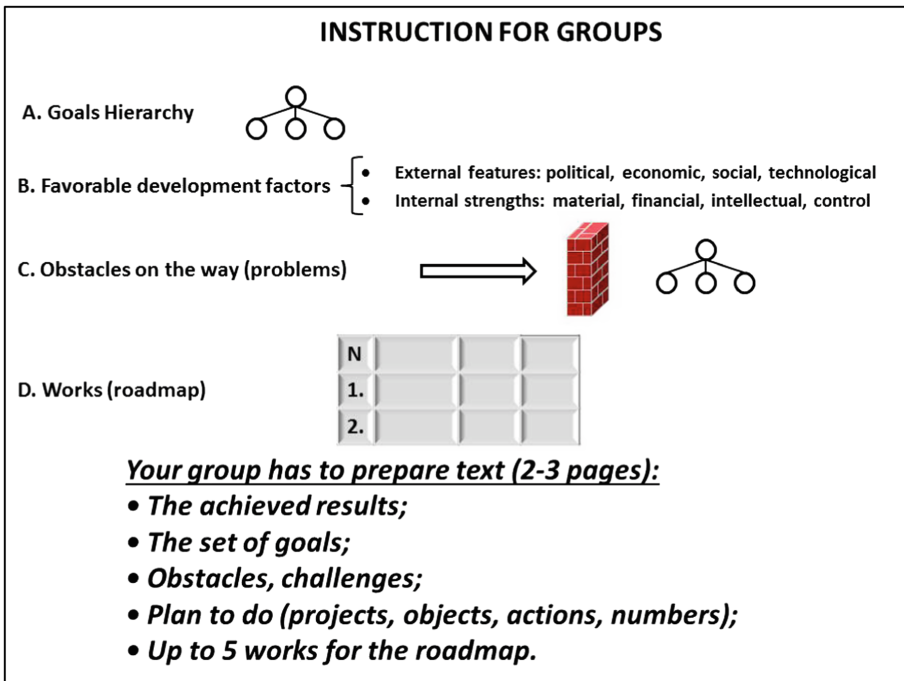 INSTRUCTION FOR GROUPS
A. Goals Hierarchy
B. Favorable development factors
• External features: political, economic, social, technological
• Internal strengths: material, financial, intellectual, control
C. Obstacles on the way (problems)
D. Works (roadmap)
N
1.
2.
Your group has to prepare text (2-3 pages):
• The achieved results;
• The set of goals;
• Obstacles, challenges;
• Plan to do (projects, objects, actions, numbers);
• Up to 5 works for the roadmap.